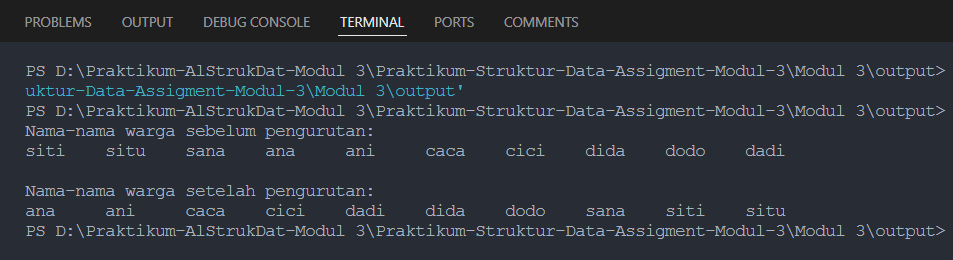 PROBLEMS OUTPUT DEBUG CONSOLE TERMINAL PORTS COMMENTS
PS D:\Praktikum-AlStrukDat-Modul 3\Praktikum-Struktur-Data-Assigment-Modul-3\Modul 3\output>
uktur-Data-Assigment-Modul-3\Modul 3\output'
PS D:\Praktikum-AlStrukDat-Modul 3\Praktikum-Struktur-Data-Assigment-Modul-3\Modul 3\output>
Nama-nama warga sebelum pengurutan:
siti situ sana ana ani caca cici dida dodo dadi
Nama-nama warga setelah pengurutan:
ana ani caca cici dadi dida dodo sana siti situ
PS D:\Praktikum-AlStrukDat-Modul 3\Praktikum-Struktur-Data-Assigment-Modul-3\Modul 3\output>